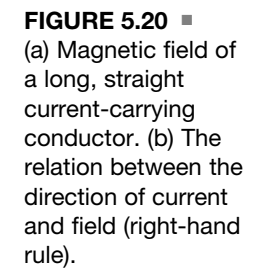 FIGURE 5.20 ■
(a) Magnetic field of
a long, straight
current-carrying
conductor. (b) The
relation between the
direction of current
and field (right-hand
rule).